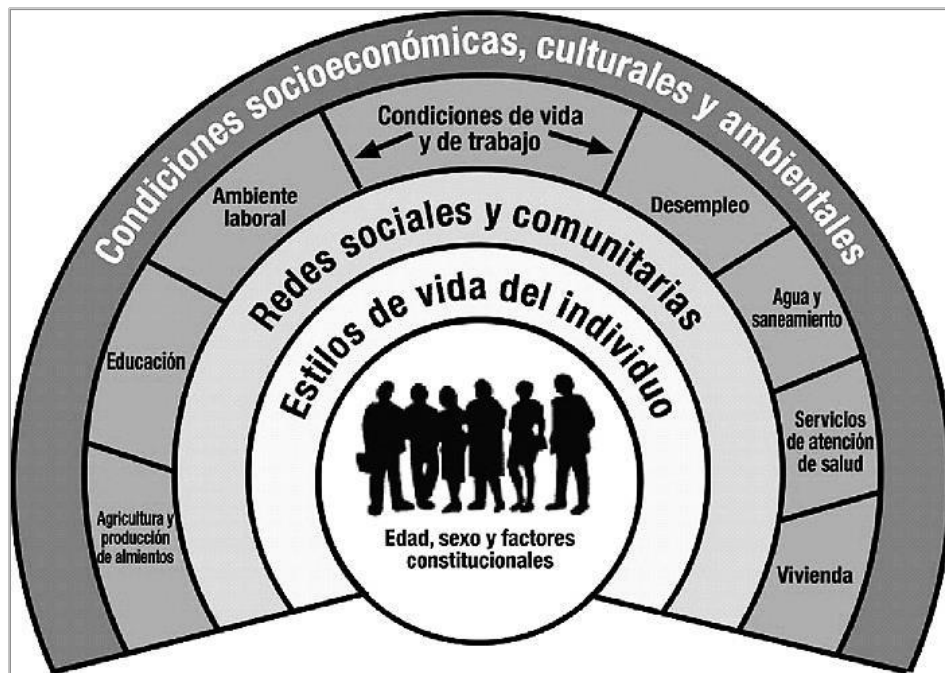 Condiciones socioeconómicas, culturales y ambientales
Condiciones de vida
y de trabajo
Ambiente
laboral
Desempleo
Educación
Agua y
saneamiento
Agricultura y
producción
de almientos
Servicios
de atención
de salud
Vivienda
Redes sociales y comunitarias
Estilos de vida del individuo
Edad, sexo y factores
constitucionales